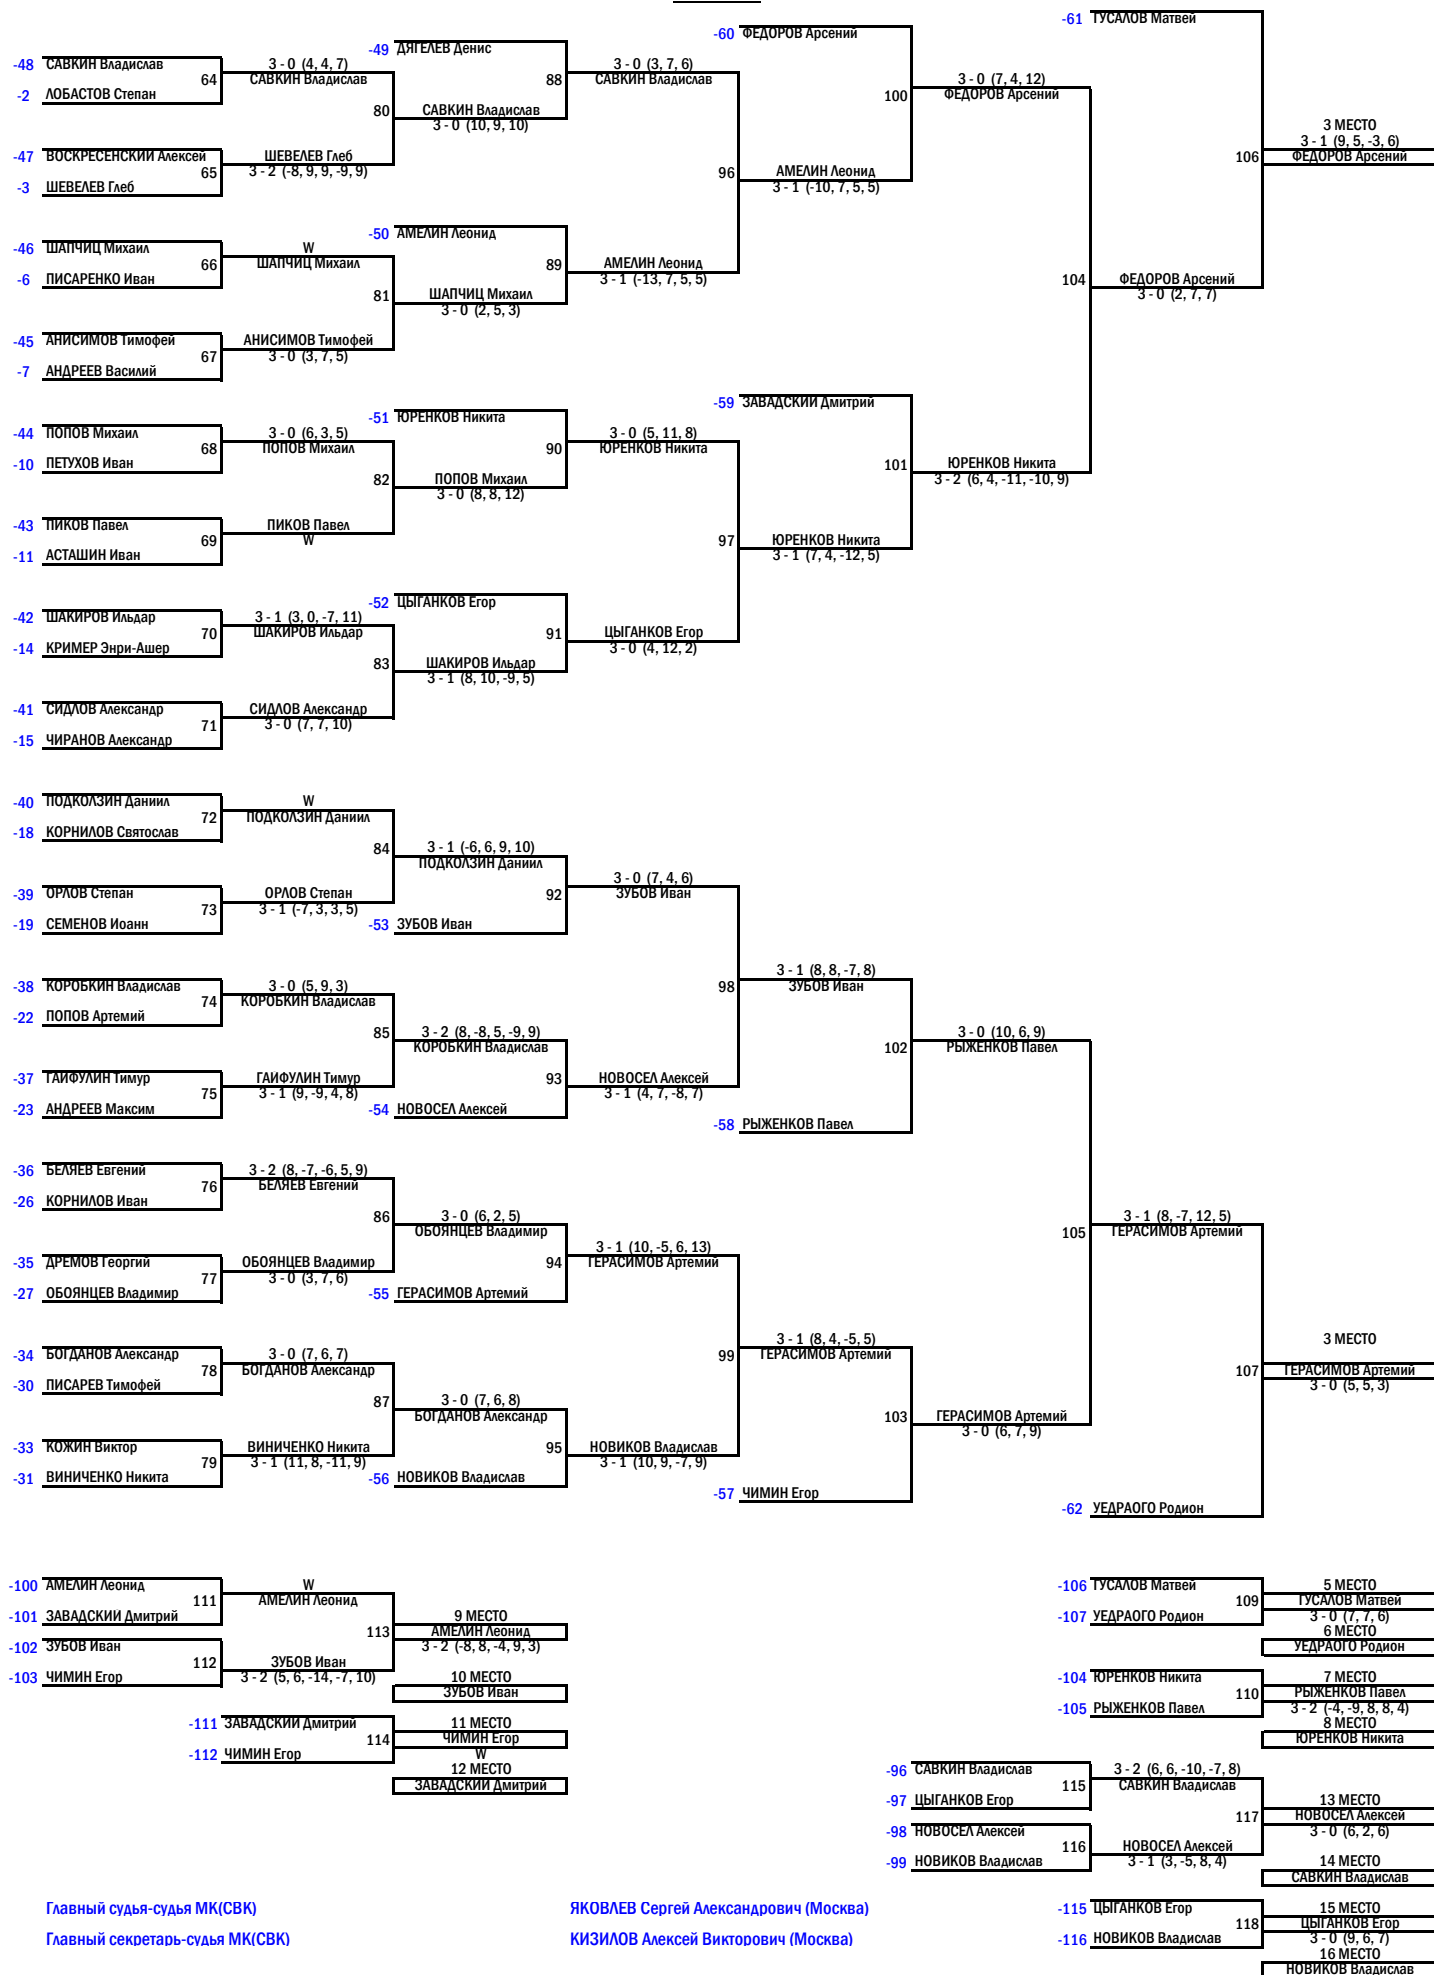 -61 ГУСАЛОВ Матвей
-60 ФЕДОРОВ Арсений
-49 ДЯГЕЛЕВ Денис
-48 САВКИН Владислав
3 - 0 (4, 4, 7)
3 - 0 (3, 7, 6)
64
САВКИН Владислав
88
САВКИН Владислав
3 - 0 (7, 4, 12)
-2 ЛОБАСТОВ Степан
100
ФЕДОРОВ Арсений
80
САВКИН Владислав
3 - 0 (10, 9, 10)
3 МЕСТО
3 - 1 (9, 5, -3, 6)
-47 ВОСКРЕСЕНСКИЙ Алексей
ШЕВЕЛЕВ Глеб
106
ФЕДОРОВ Арсений
65
3 - 2 (-8, 9, 9, -9, 9)
96
АМЕЛИН Леонид
-3 ШЕВЕЛЕВ Глеб
3 - 1 (-10, 7, 5, 5)
-50 АМЕЛИН Леонид
-46 ШАПЧИЦ Михаил
W
66
ШАПЧИЦ Михаил
89
АМЕЛИН Леонид
-6 ПИСАРЕНКО Иван
3 - 1 (-13, 7, 5, 5)
104
ФЕДОРОВ Арсений
81
ШАПЧИЦ Михаил
3 - 0 (2, 7, 7)
3 - 0 (2, 5, 3)
-45 АНИСИМОВ Тимофей
АНИСИМОВ Тимофей
67
3 - 0 (3, 7, 5)
-7 АНДРЕЕВ Василий
-59 ЗАВАДСКИЙ Дмитрий
-51 ЮРЕНКОВ Никита
-44 ПОПОВ Михаил
3 - 0 (6, 3, 5)
3 - 0 (5, 11, 8)
68
ПОПОВ Михаил
90
ЮРЕНКОВ Никита
-10 ПЕТУХОВ Иван
101
ЮРЕНКОВ Никита
82
ПОПОВ Михаил
3 - 2 (6, 4, -11, -10, 9)
3 - 0 (8, 8, 12)
-43 ПИКОВ Павел
ПИКОВ Павел
69
W
97
ЮРЕНКОВ Никита
-11 АСТАШИН Иван
3 - 1 (7, 4, -12, 5)
-52 ЦЫГАНКОВ Егор
-42 ШАКИРОВ Ильдар
3 - 1 (3, 0, -7, 11)
70
ШАКИРОВ Ильдар
91
ЦЫГАНКОВ Егор
-14 КРИМЕР Энри-Ашер
3 - 0 (4, 12, 2)
83
ШАКИРОВ Ильдар
3 - 1 (8, 10, -9, 5)
-41 СИДЛОВ Александр
СИДЛОВ Александр
71
3 - 0 (7, 7, 10)
-15 ЧИРАНОВ Александр
-40 ПОДКОЛЗИН Даниил
W
72
ПОДКОЛЗИН Даниил
-18 КОРНИЛОВ Святослав
84
3 - 1 (-6, 6, 9, 10)
ПОДКОЛЗИН Даниил
3 - 0 (7, 4, 6)
-39 ОРЛОВ Степан
ОРЛОВ Степан
92
ЗУБОВ Иван
73
3 - 1 (-7, 3, 3, 5)
-19 СЕМЕНОВ Иоанн
-53 ЗУБОВ Иван
3 - 1 (8, 8, -7, 8)
-38 КОРОБКИН Владислав
3 - 0 (5, 9, 3)
98
ЗУБОВ Иван
74
КОРОБКИН Владислав
-22 ПОПОВ Артемий
85
3 - 2 (8, -8, 5, -9, 9)
3 - 0 (10, 6, 9)
КОРОБКИН Владислав
102
РЫЖЕНКОВ Павел
-37 ГАЙФУЛИН Тимур
ГАЙФУЛИН Тимур
93
НОВОСЕЛ Алексей
75
3 - 1 (9, -9, 4, 8)
3 - 1 (4, 7, -8, 7)
-23 АНДРЕЕВ Максим
-54 НОВОСЕЛ Алексей
-58 РЫЖЕНКОВ Павел
-36 БЕЛЯЕВ Евгений
3 - 2 (8, -7, -6, 5, 9)
76
БЕЛЯЕВ Евгений
-26 КОРНИЛОВ Иван
86
3 - 0 (6, 2, 5)
3 - 1 (8, -7, 12, 5)
ОБОЯНЦЕВ Владимир
105
ГЕРАСИМОВ Артемий
3 - 1 (10, -5, 6, 13)
-35 ДРЕМОВ Георгий
ОБОЯНЦЕВ Владимир
94
ГЕРАСИМОВ Артемий
77
3 - 0 (3, 7, 6)
-27 ОБОЯНЦЕВ Владимир
-55 ГЕРАСИМОВ Артемий
3 - 1 (8, 4, -5, 5)
3 МЕСТО
-34 БОГДАНОВ Александр
3 - 0 (7, 6, 7)
99
ГЕРАСИМОВ Артемий
78
БОГДАНОВ Александр
107
ГЕРАСИМОВ Артемий
-30 ПИСАРЕВ Тимофей
3 - 0 (5, 5, 3)
87
3 - 0 (7, 6, 8)
БОГДАНОВ Александр
103
ГЕРАСИМОВ Артемий
3 - 0 (6, 7, 9)
-33 КОЖИН Виктор
ВИНИЧЕНКО Никита
95
НОВИКОВ Владислав
79
3 - 1 (11, 8, -11, 9)
3 - 1 (10, 9, -7, 9)
-31 ВИНИЧЕНКО Никита
-56 НОВИКОВ Владислав
-57 ЧИМИН Егор
-62 УЕДРАОГО Родион
-100 АМЕЛИН Леонид
W
111
АМЕЛИН Леонид
-101 ЗАВАДСКИЙ Дмитрий
9 МЕСТО
113
АМЕЛИН Леонид
-102 ЗУБОВ Иван
3 - 2 (-8, 8, -4, 9, 3)
112
ЗУБОВ Иван
-103 ЧИМИН Егор
3 - 2 (5, 6, -14, -7, 10)
10 МЕСТО
ЗУБОВ Иван
-111 ЗАВАДСКИЙ Дмитрий
11 МЕСТО
114
ЧИМИН Егор
-112 ЧИМИН Егор
W
12 МЕСТО
ЗАВАДСКИЙ Дмитрий
-106 ГУСАЛОВ Матвей
5 МЕСТО
109
ГУСАЛОВ Матвей
-107 УЕДРАОГО Родион
3 - 0 (7, 7, 6)
6 МЕСТО
УЕДРАОГО Родион
-104 ЮРЕНКОВ Никита
7 МЕСТО
110
РЫЖЕНКОВ Павел
-105 РЫЖЕНКОВ Павел
3 - 2 (-4, -9, 8, 8, 4)
8 МЕСТО
ЮРЕНКОВ Никита
-96 САВКИН Владислав
3 - 2 (6, 6, -10, -7, 8)
115
САВКИН Владислав
-97 ЦЫГАНКОВ Егор
13 МЕСТО
117
НОВОСЕЛ Алексей
-98 НОВОСЕЛ Алексей
3 - 0 (6, 2, 6)
116
НОВОСЕЛ Алексей
-99 НОВИКОВ Владислав
3 - 1 (3, -5, 8, 4)
14 МЕСТО
САВКИН Владислав
-115 ЦЫГАНКОВ Егор
15 МЕСТО
118
ЦЫГАНКОВ Егор
-116 НОВИКОВ Владислав
3 - 0 (9, 6, 7)
16 МЕСТО
НОВИКОВ Владислав
Главный судья-судья МК(СВК)
ЯКОВЛЕВ Сергей Александрович (Москва)
Главный секретарь-судья МК(СВК)
КИЗИЛОВ Алексей Викторович (Москва)